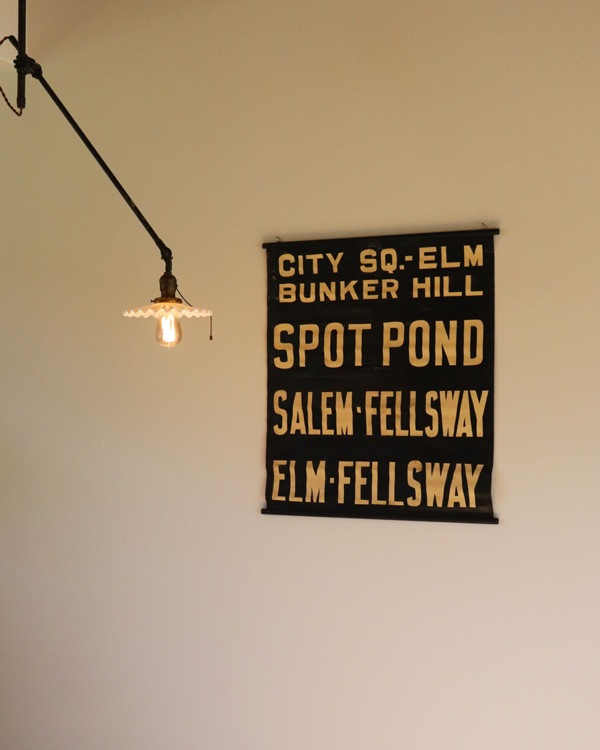 CITY SQ.-ELM
BUNKER HILL
SPOT POND
SALEM·FELLSWAY
ELM·FELLSWAY